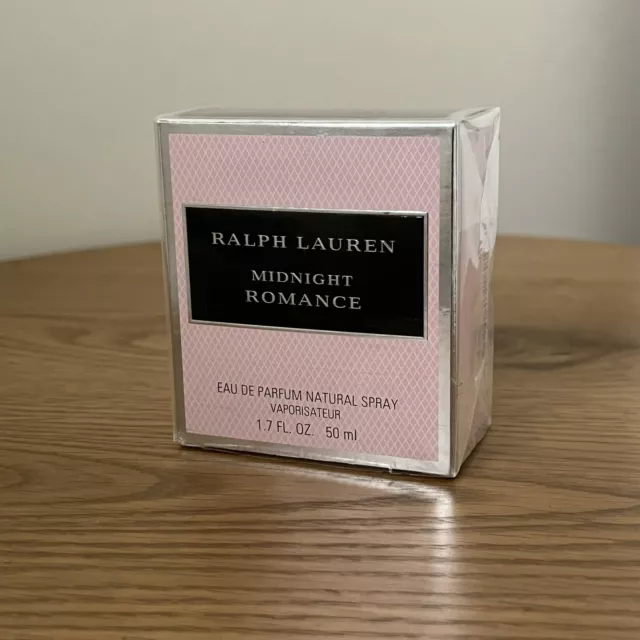 RALPH LAUREN
MIDNIGHT
ROMANCE
EAU DE PARFUM NATURAL SPRAY
VAPORISATEUR
1.7 FL. OZ. 50 ml